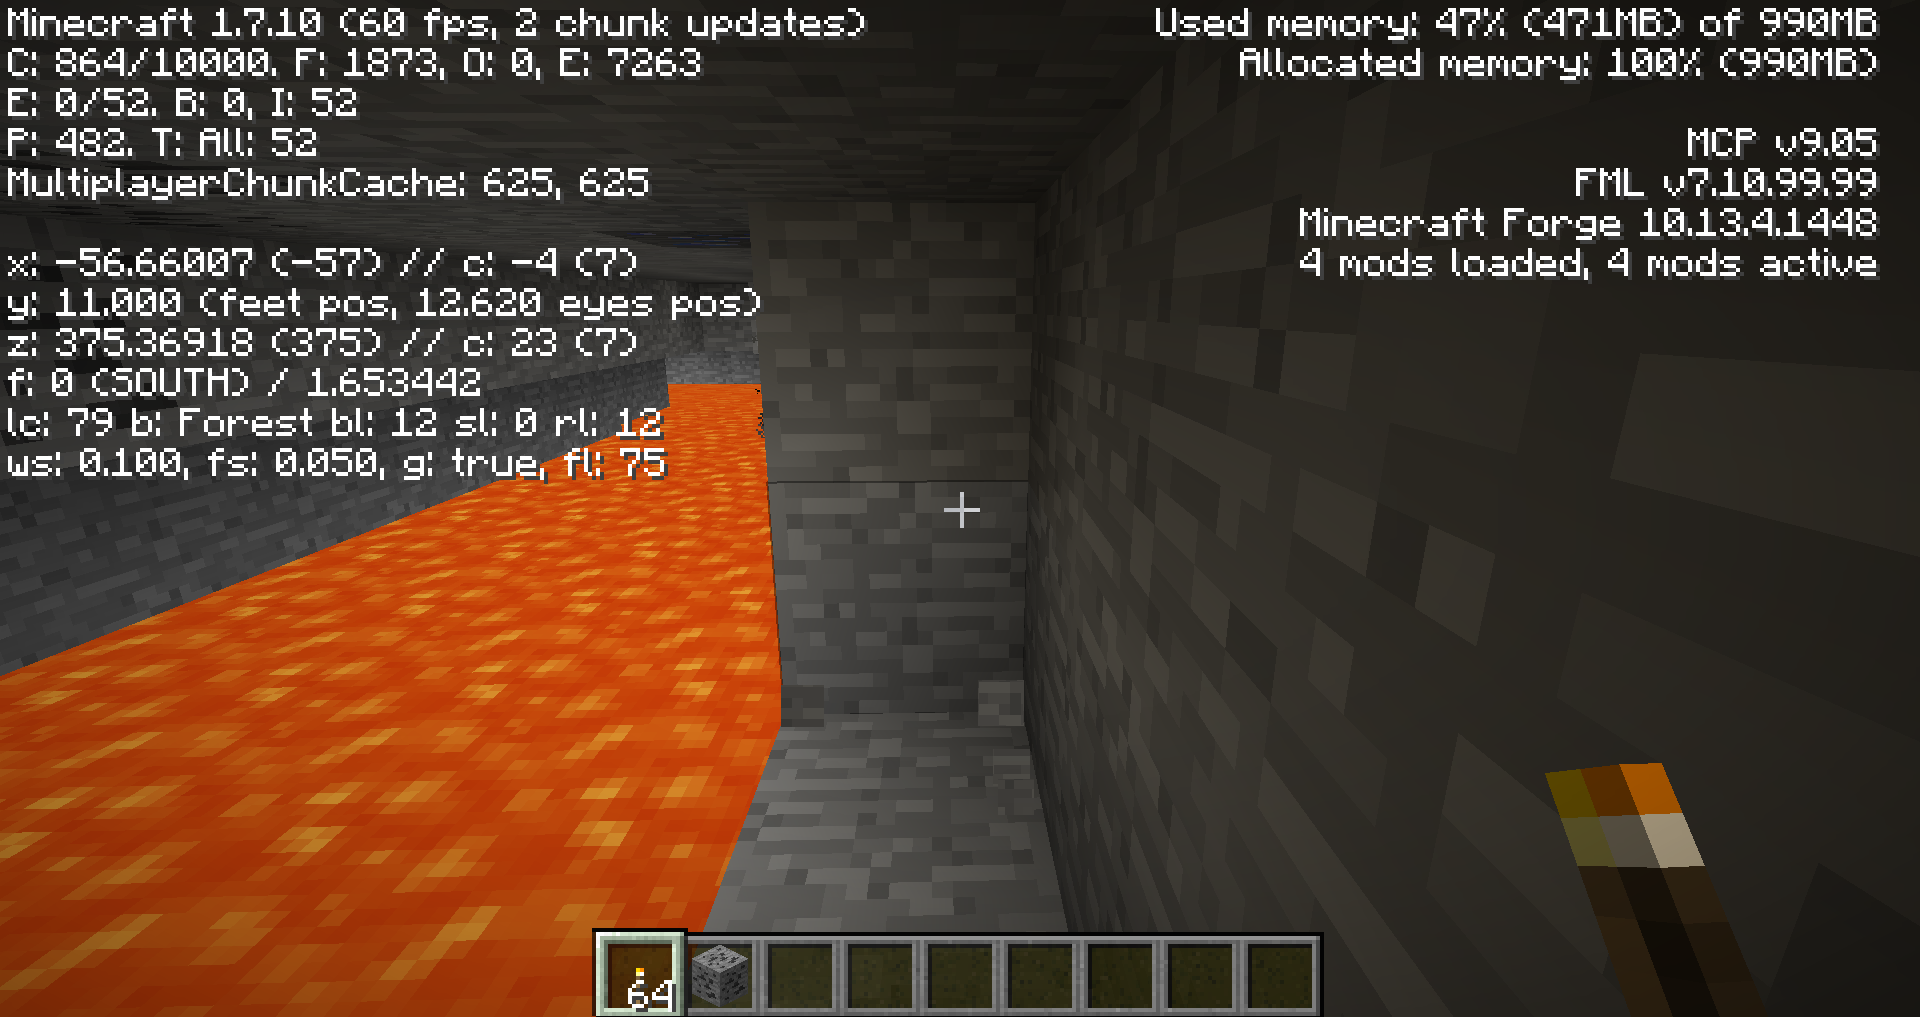 Minecraft 1.7.10 (60 fps, 2 chunk updates)
C: 864/10000. F: 1873, O: 0, E: 7263
E: 0/52. B: 0, I: 52
P: 482. T: All: 52
MultiplayerChunkCache: 625, 625
x: -56.66007 (-57) // c: -4 (7)
y: 11.000 (feet pos, 12.620 eyes pos)
z: 375.36918 (375) // c: 23 (7)
f: 0 (SOUTH) / 1.653442
lc: 79 b: Forest bl: 12 sl: 0 rl: 12
ws: 0.100, fs: 0.050, g: true, fl: 75
Used memory: 47% (471MB) of 990MB
Allocated memory: 100% (990MB)
MCP v9.05
FML v7.10.99.99
Minecraft Forge 10.13.4.1448
4 mods loaded, 4 mods active
64